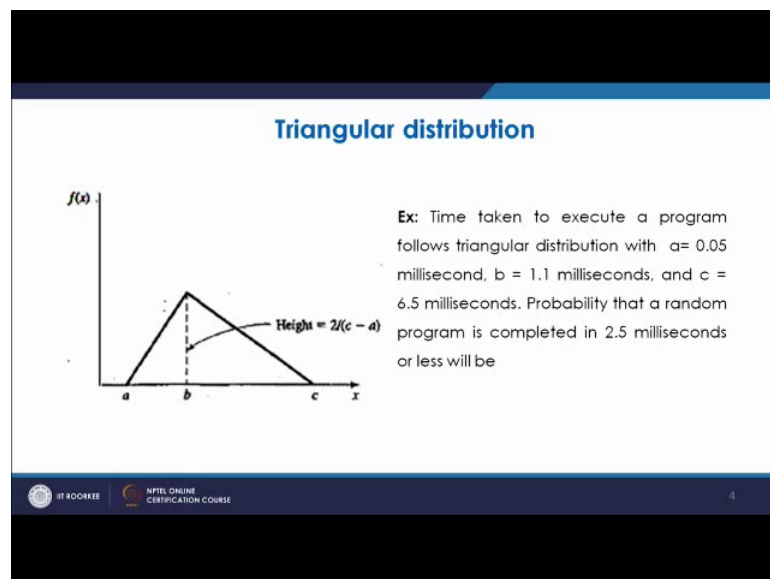 Triangular distribution
f(x)
Height = 2/(c − a)
a
b
c
x
Ex: Time taken to execute a program
follows triangular distribution with a= 0.05
millisecond, b = 1.1 milliseconds, and c =
6.5 milliseconds. Probability that a random
program is completed in 2.5 milliseconds
or less will be
IIT ROORKEE
NPTEL ONLINE
CERTIFICATION COURSE
4